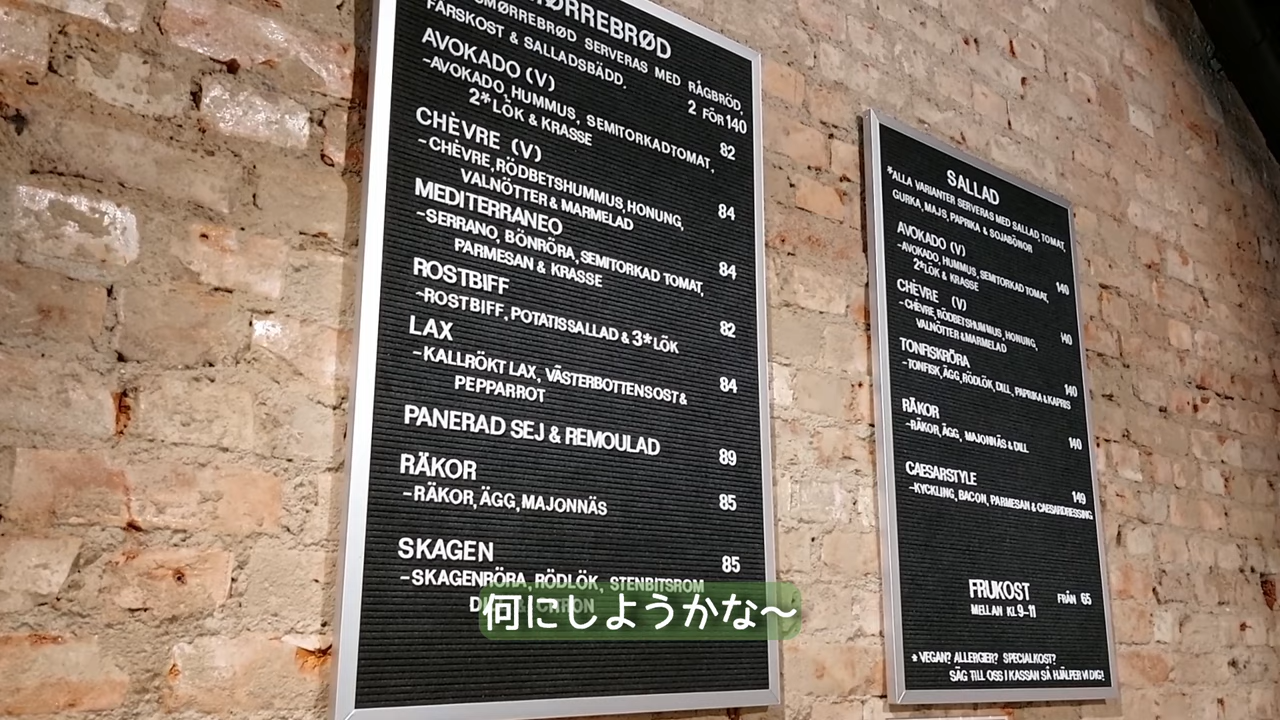 SMØRREBRØD
SMØRREBRØD SERVERAS MED RÅGBRÖD,
FÄRSKOST & SALLADSBÄDD.
2 FÖR 140
AVOKADO (V)
-AVOKADO, HUMMUS, SEMITORKADTOMAT, 82
2*LÖK & KRASSE
CHÈVRE (V)
-CHÈVRE, RÖDBETSHUMMUS, HONUNG, 84
VALNÖTTER & MARMELAD
MEDITERRANEO
-SERRANO, BÖNRÖRA, SEMITORKAD TOMAT, 84
PARMESAN & KRASSE
ROSTBIFF 82
-ROSTBIFF, POTATISSALLAD & 3*LÖK
LAX 84
-KALLRÖKT LAX, VÄSTERBOTTENSOST &
PEPPARROT
PANERAD SEJ & REMOULAD 89
RÄKOR 85
-RÄKOR, ÄGG, MAJONNÄS
SKAGEN 85
-SKAGENRÖRA, RÖDLÖK, STENBITSROM
何にしようかな〜
SALLAD
*ALLA VARIANTER SERVERAS MED SALLAD, TOMAT,
GURKA, MAJS, PAPRIKA & SOJABÖNOR
AVOKADO (V) 140
-AVOKADO, HUMMUS, SEMITORKAD TOMAT,
2*LÖK & KRASSE
CHÈVRE (V) 140
-CHÈVRE, RÖDBETSHUMMUS, HONUNG,
VALNÖTTER & MARMELAD
TONFISKRÖRA 140
-TONFISK, ÄGG, RÖDLÖK, DILL, PAPRIKA & KAPRIS
RÄKOR 140
-RÄKOR, ÄGG, MAJONNÄS & DILL
CAESARSTYLE 149
-KYCKLING, BACON, PARMESAN & CAESARDRESSING
FRUKOST FRÅN 65
MELLAN KL 9-11
* VEGAN? ALLERGIER? SPECIALKOST?
SÄG TILL OSS I KASSAN SÅ HJÄLPER VI DIG!